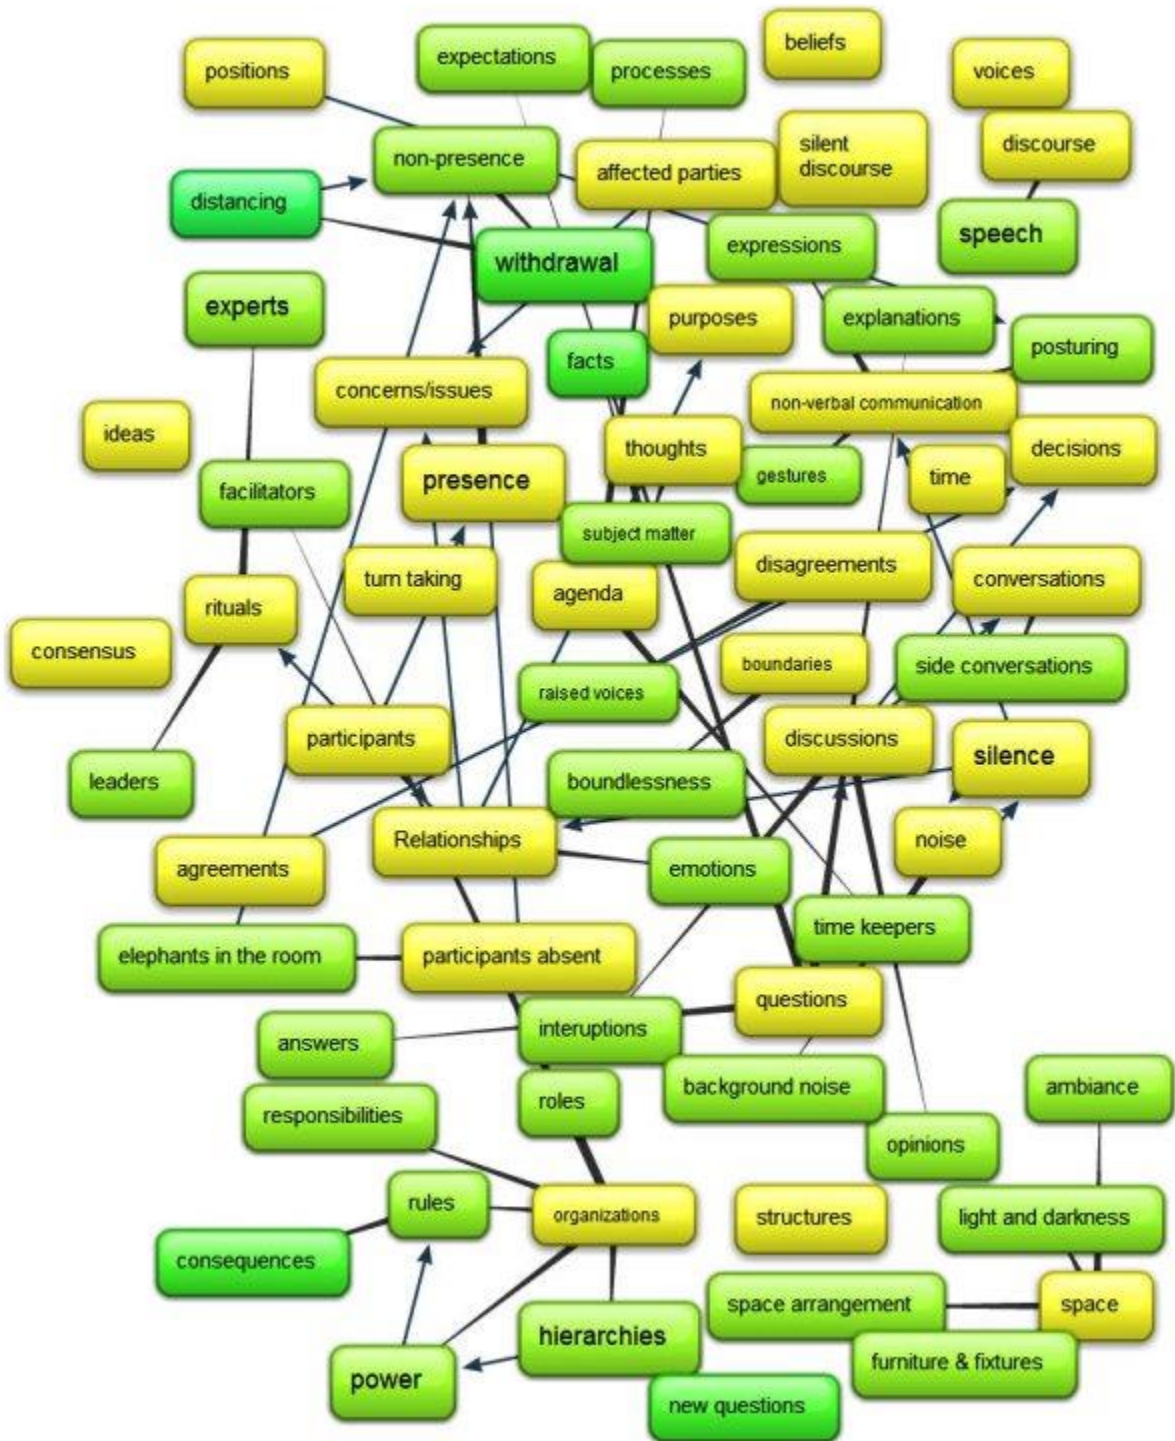 beliefs
expectations
positions
processes
voices
discourse
silent
discourse
non-presence
affected parties
distancing
expressions
speech
withdrawal
experts
purposes
explanations
posturing
facts
concerns/issues
non-verbal communication
ideas
thoughts
decisions
presence
gestures
time
facilitators
subject matter
disagreements
turn taking
agenda
conversations
rituals
consensus
boundaries
side conversations
raised voices
participants
discussions
silence
leaders
boundlessness
Relationships
noise
agreements
emotions
time keepers
elephants in the room
participants absent
questions
interuptions
answers
background noise
ambiance
roles
responsibilities
opinions
rules
organizations
structures
light and darkness
consequences
space arrangement
space
hierarchies
furniture & fixtures
power
new questions